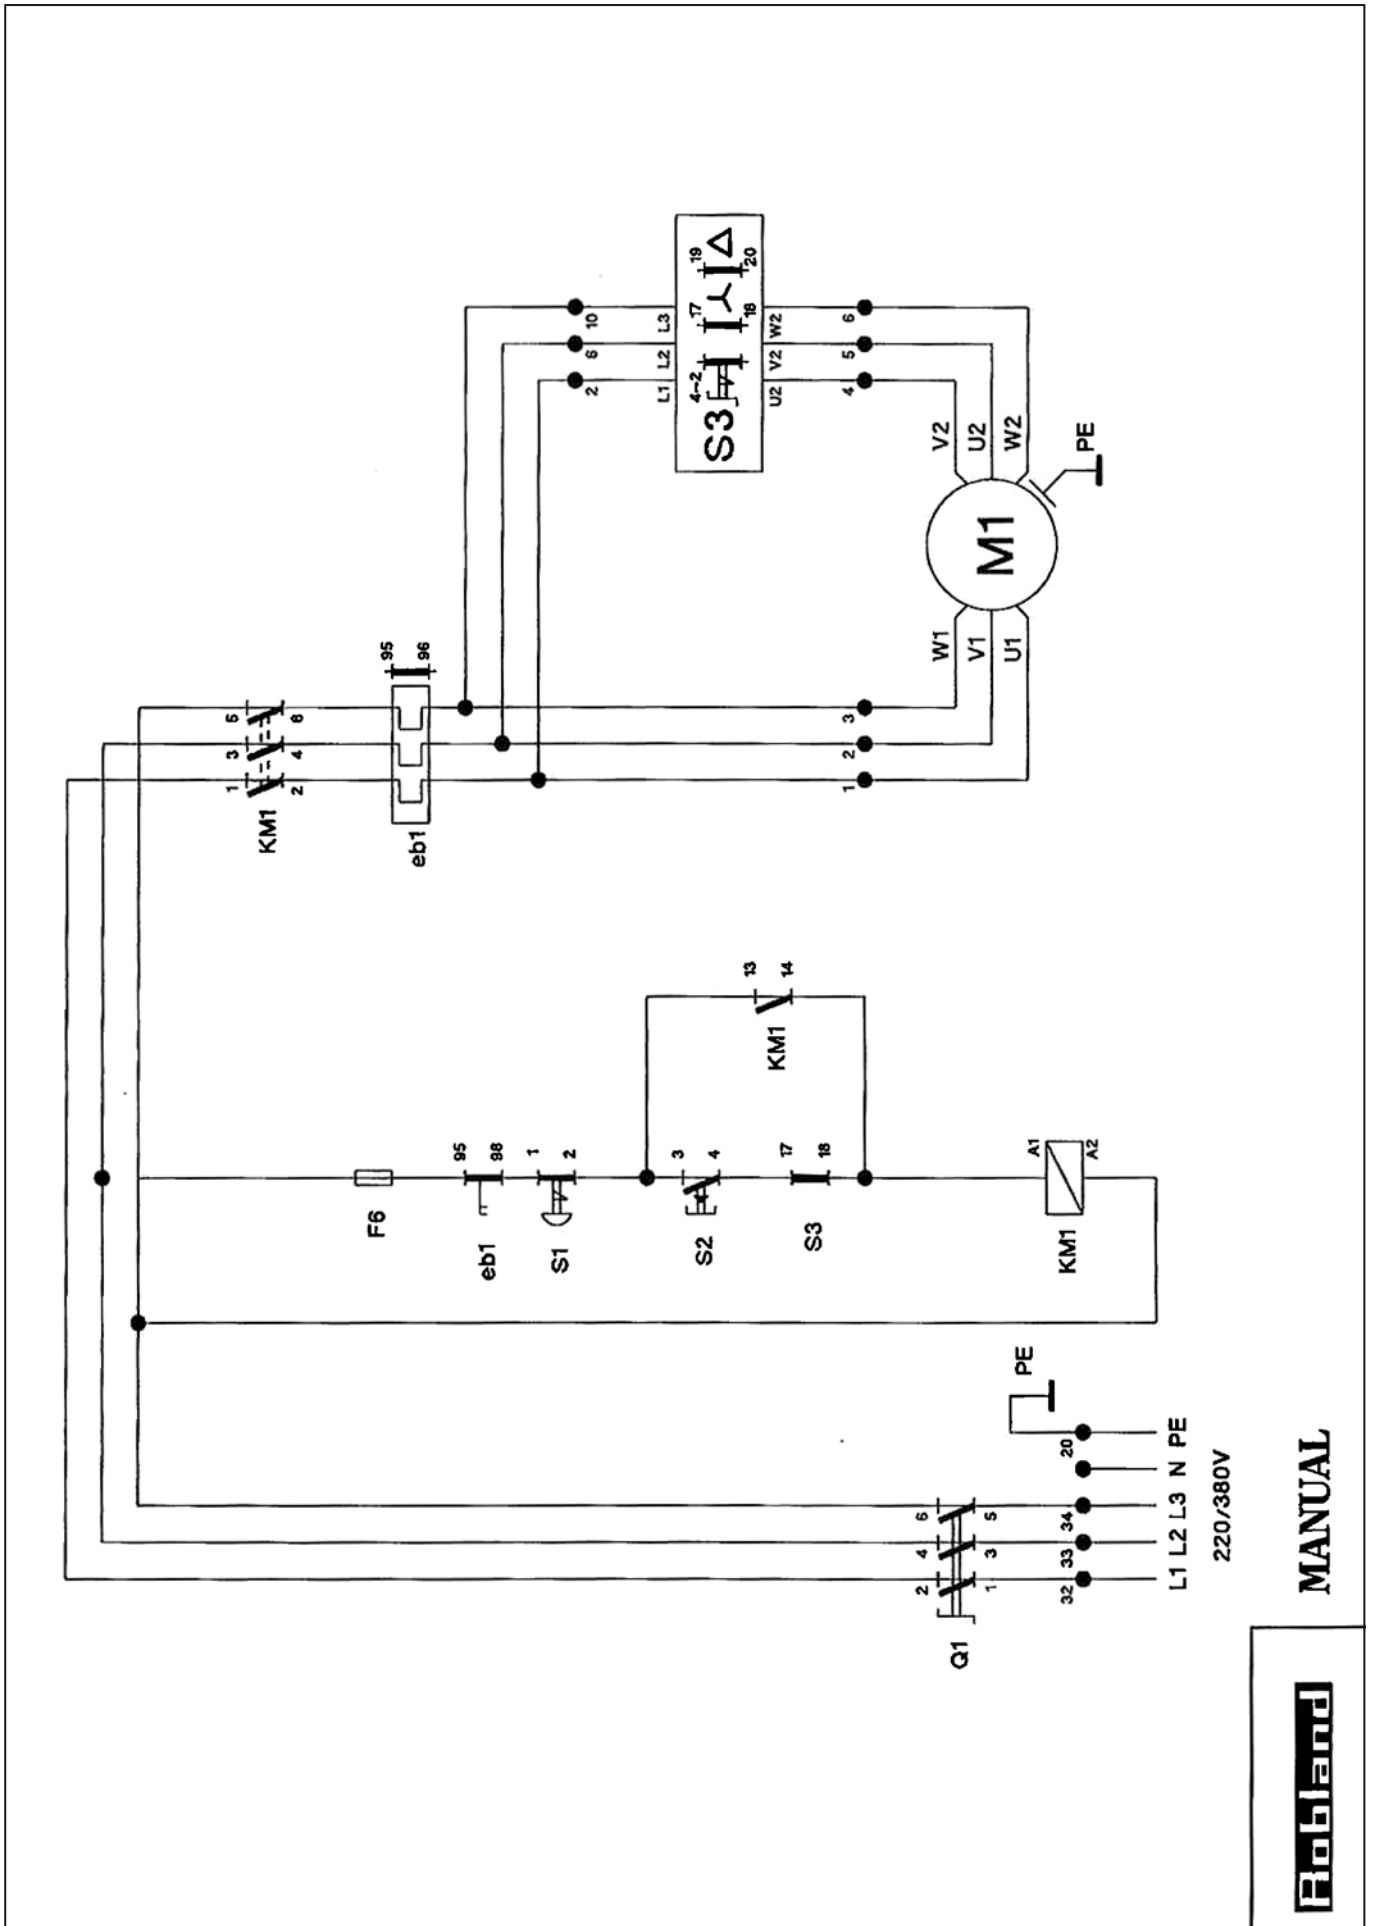 KM1
1 3 5
2 4 6
eb1
95
96
F6
eb1
95
98
S1
1
2
S2
3
4
S3
17
18
KM1
13
14
KM1
A1
A2
2 6 10
L1 L2 L3
S3
4-2 17 19
18 20
U2 V2 W2
4 5 6
1 2 3
V2
U2
W2
M1
W1
V1
U1
PE
Q1
2 4 6
1 3 5
32 33 34 20
PE
L1 L2 L3 N PE
220/380V
MANUAL
Robland